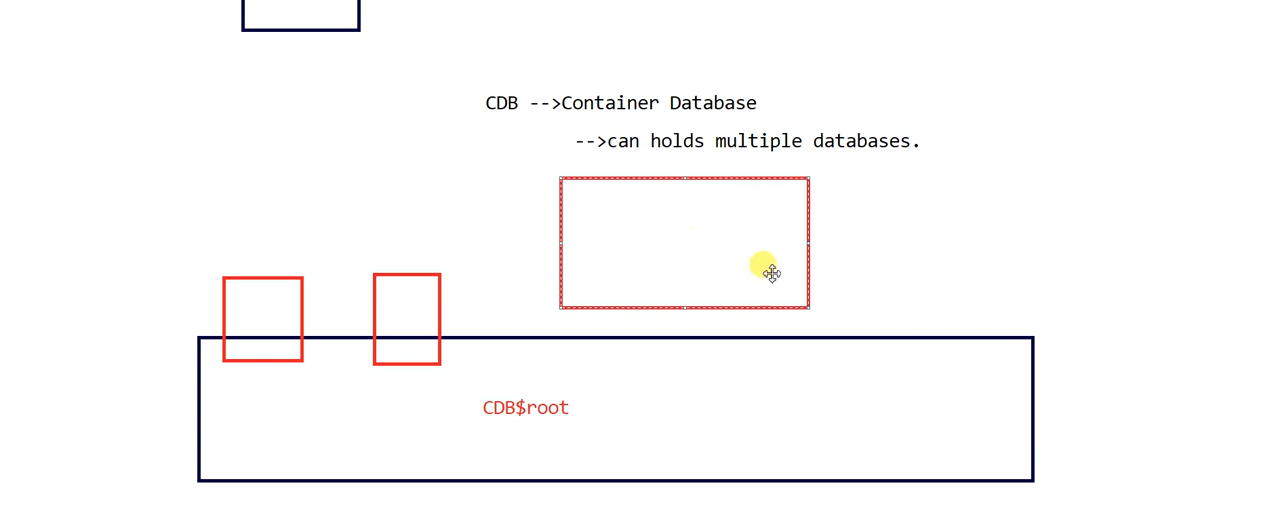 CDB -->Container Database
-->can holds multiple databases.
CDB$root